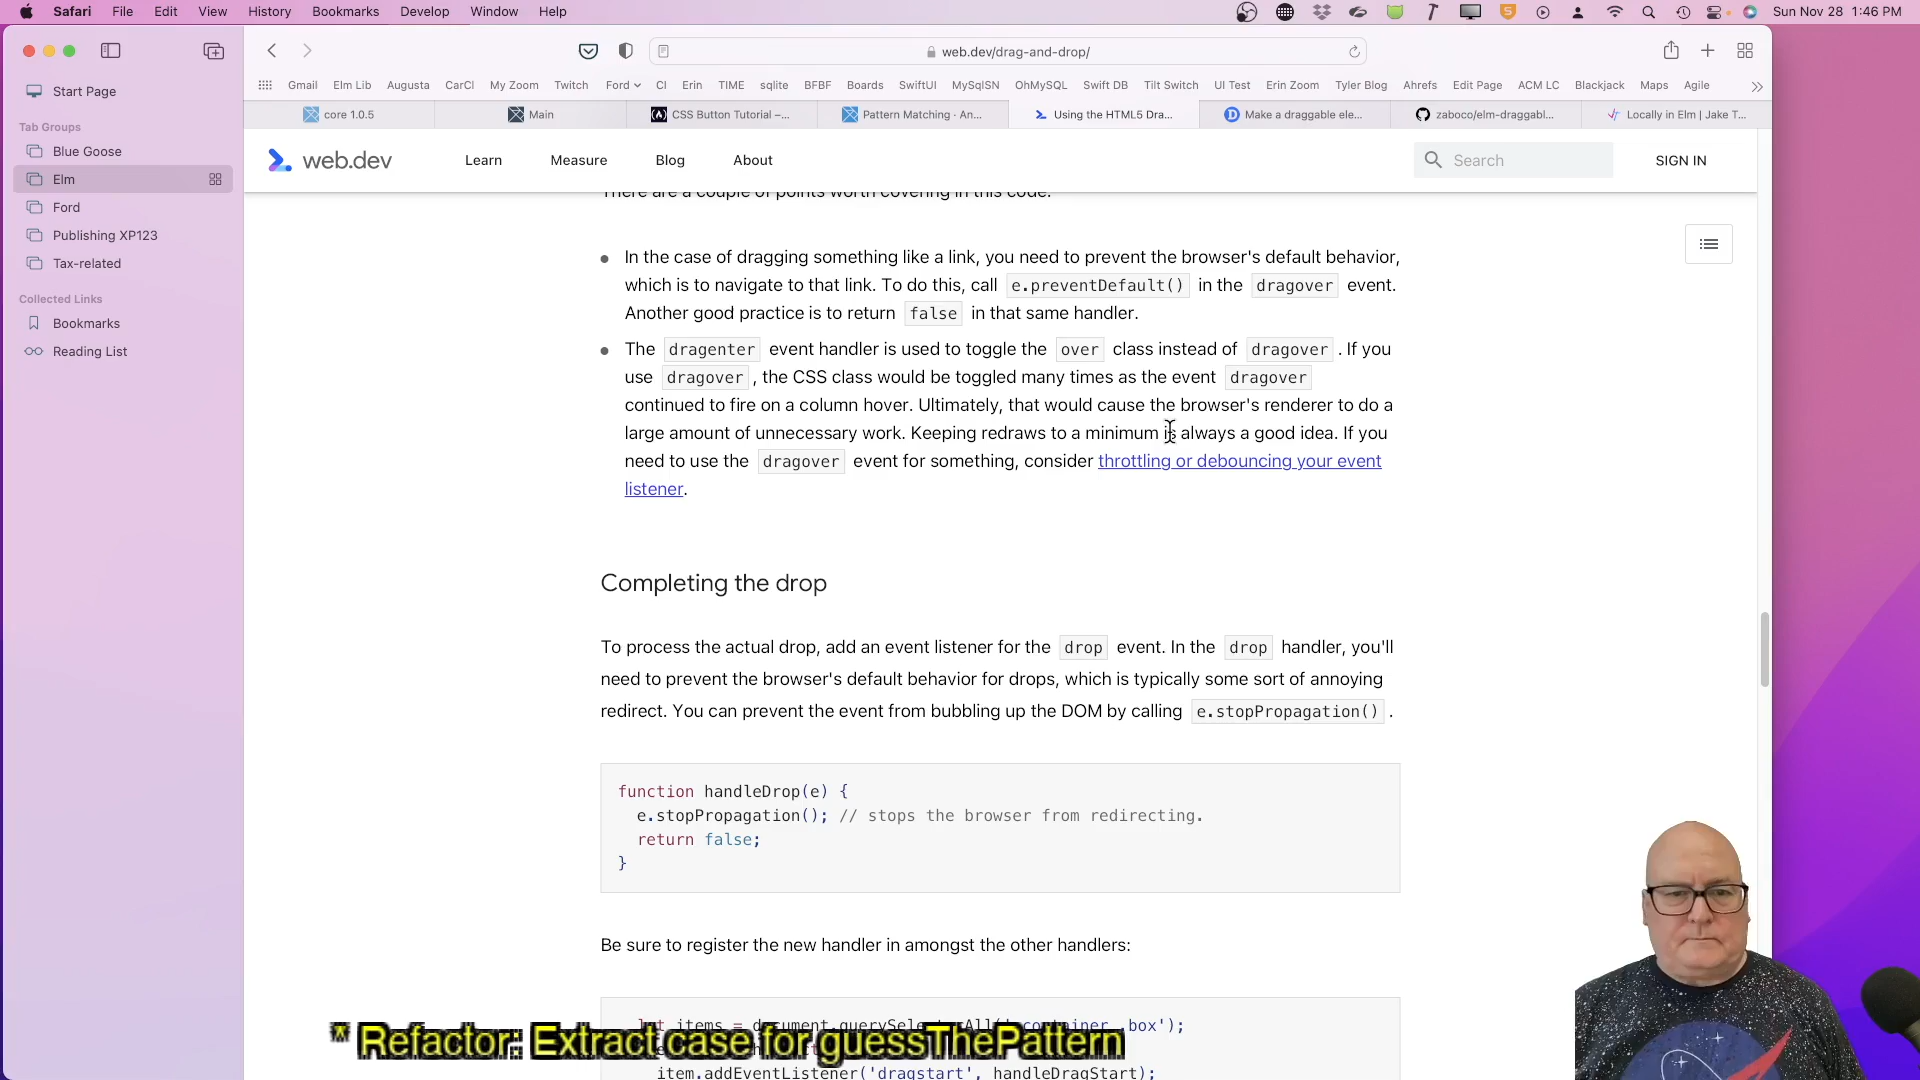 Safari File Edit View History Bookmarks Develop Window Help
Sun Nov 28 1:46 PM
web.dev/drag-and-drop/
Start Page
Tab Groups
Blue Goose
Elm
Ford
Publishing XP123
Tax-related
Collected Links
Bookmarks
Reading List
Gmail Elm Lib Augusta CarCl My Zoom Twitch Ford CI Erin TIME sqlite BFBF Boards SwiftUI MySqlSN OhMySQL Swift DB Tilt Switch UI Test Erin Zoom Tyler Blog Ahrefs Edit Page ACM LC Blackjack Maps Agile
core 1.0.5 Main CSS Button Tutorial –... Pattern Matching · An... Using the HTML5 Dra... Make a draggable ele... zaboco/elm-draggabl... Locally in Elm | Jake T...
web.dev Learn Measure Blog About Search SIGN IN
There are a couple of points worth covering in this code:
In the case of dragging something like a link, you need to prevent the browser's default behavior,
which is to navigate to that link. To do this, call e.preventDefault() in the dragover event.
Another good practice is to return false in that same handler.
The dragenter event handler is used to toggle the over class instead of dragover . If you
use dragover , the CSS class would be toggled many times as the event dragover
continued to fire on a column hover. Ultimately, that would cause the browser's renderer to do a
large amount of unnecessary work. Keeping redraws to a minimum is always a good idea. If you
need to use the dragover event for something, consider throttling or debouncing your event
listener.
Completing the drop
To process the actual drop, add an event listener for the drop event. In the drop handler, you'll
need to prevent the browser's default behavior for drops, which is typically some sort of annoying
redirect. You can prevent the event from bubbling up the DOM by calling e.stopPropagation() .
function handleDrop(e) {
e.stopPropagation(); // stops the browser from redirecting.
return false;
}
Be sure to register the new handler in amongst the other handlers:
let items = document.querySelectorAll('.container .box');
* Refactor: Extract case for guessThePattern
item.addEventListener('dragstart', handleDragStart);